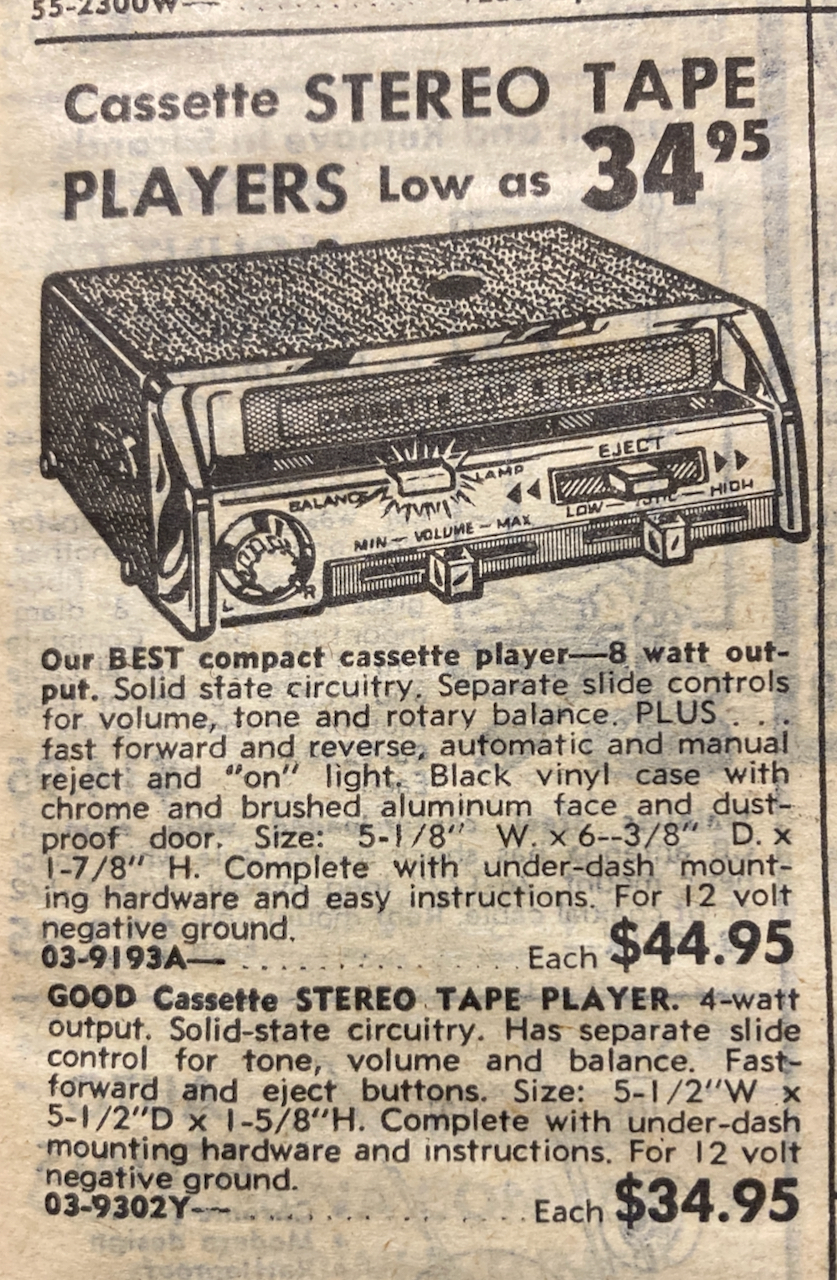 55-2300W
Cassette STEREO TAPE
PLAYERS Low as 34 95
CASSETTE CAR STEREO
BALANCE
LAMP
EJECT
LOW — TONE — HIGH
MIN — VOLUME — MAX
L
R
Our BEST compact cassette player—8 watt out-
put. Solid state circuitry. Separate slide controls
for volume, tone and rotary balance. PLUS . . .
fast forward and reverse, automatic and manual
reject and "on" light. Black vinyl case with
chrome and brushed aluminum face and dust-
proof door. Size: 5-1/8" W. x 6--3/8" D. x
1-7/8" H. Complete with under-dash mount-
ing hardware and easy instructions. For 12 volt
negative ground.
03-9193A— . . . . . . . . . . . . . . Each $44.95
GOOD Cassette STEREO TAPE PLAYER. 4-watt
output. Solid-state circuitry. Has separate slide
control for tone, volume and balance. Fast-
forward and eject buttons. Size: 5-1/2"W x
5-1/2"D x 1-5/8"H. Complete with under-dash
mounting hardware and instructions. For 12 volt
negative ground.
03-9302Y-- . . . . . . . . . . . . . . Each $34.95